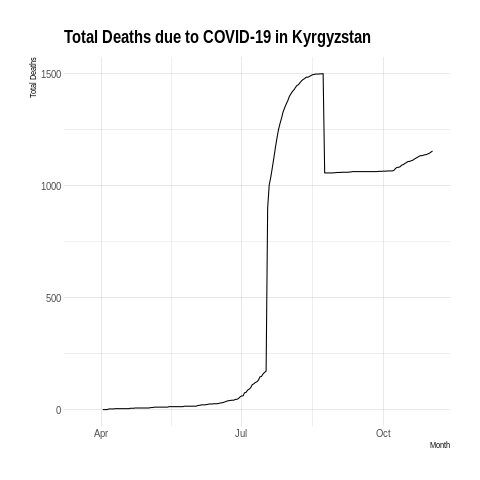 Total Deaths due to COVID-19 in Kyrgyzstan
Total Deaths
1500
1000
500
0
Apr
Jul
Oct
Month